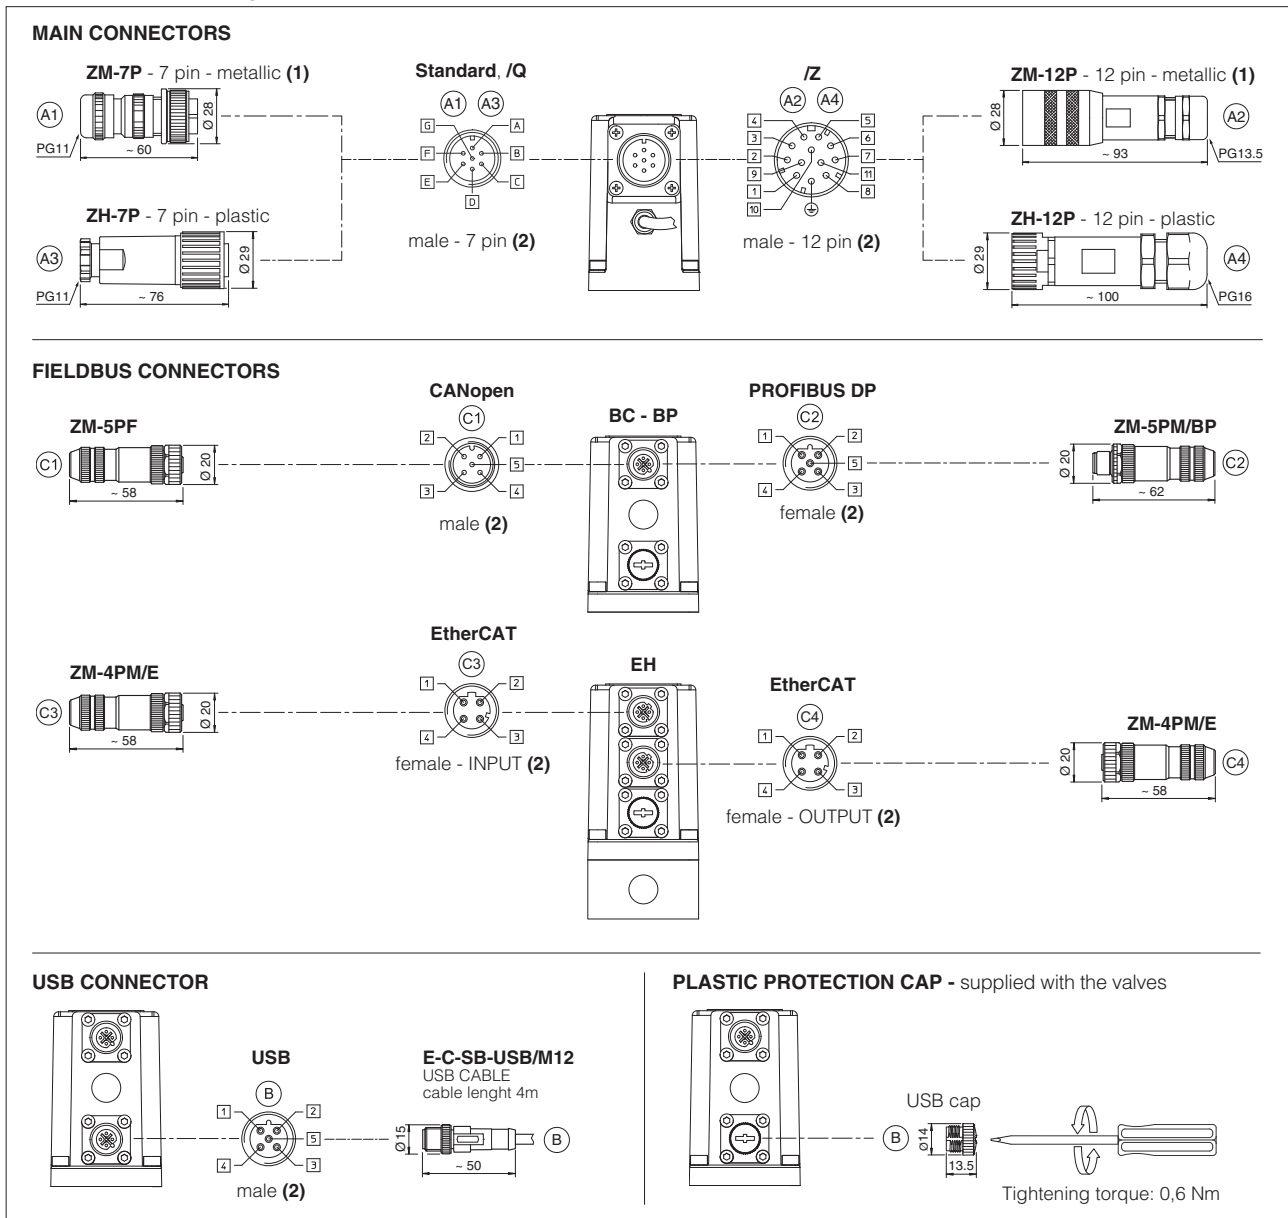 MAIN CONNECTORS
ZM-7P - 7 pin - metallic (1)
A1
Ø 28
PG11
~ 60
ZH-7P - 7 pin - plastic
A3
Ø 29
PG11
~ 76
Standard, /Q
A1 A3
G A
F B
E C
D
male - 7 pin (2)
/Z
A2 A4
4 5
3 6
2 7
9 11
1 8
10
male - 12 pin (2)
ZM-12P - 12 pin - metallic (1)
Ø 28
A2
~ 93
PG13.5
ZH-12P - 12 pin - plastic
Ø 29
A4
~ 100
PG16
FIELDBUS CONNECTORS
ZM-5PF
C1
Ø 20
~ 58
CANopen
C1
2 1
5
3 4
male (2)
BC - BP
PROFIBUS DP
C2
1 2
5
4 3
female (2)
ZM-5PM/BP
Ø 20
C2
~ 62
ZM-4PM/E
C3
Ø 20
~ 58
EtherCAT
C3
1 2
4 3
female - INPUT (2)
EH
EtherCAT
C4
1 2
4 3
female - OUTPUT (2)
ZM-4PM/E
Ø 20
C4
~ 58
USB CONNECTOR
USB
B
1 2
5
4 3
male (2)
E-C-SB-USB/M12
USB CABLE
cable lenght 4m
Ø 15
B
~ 50
PLASTIC PROTECTION CAP - supplied with the valves
USB cap
B
Ø14
13.5
Tightening torque: 0,6 Nm